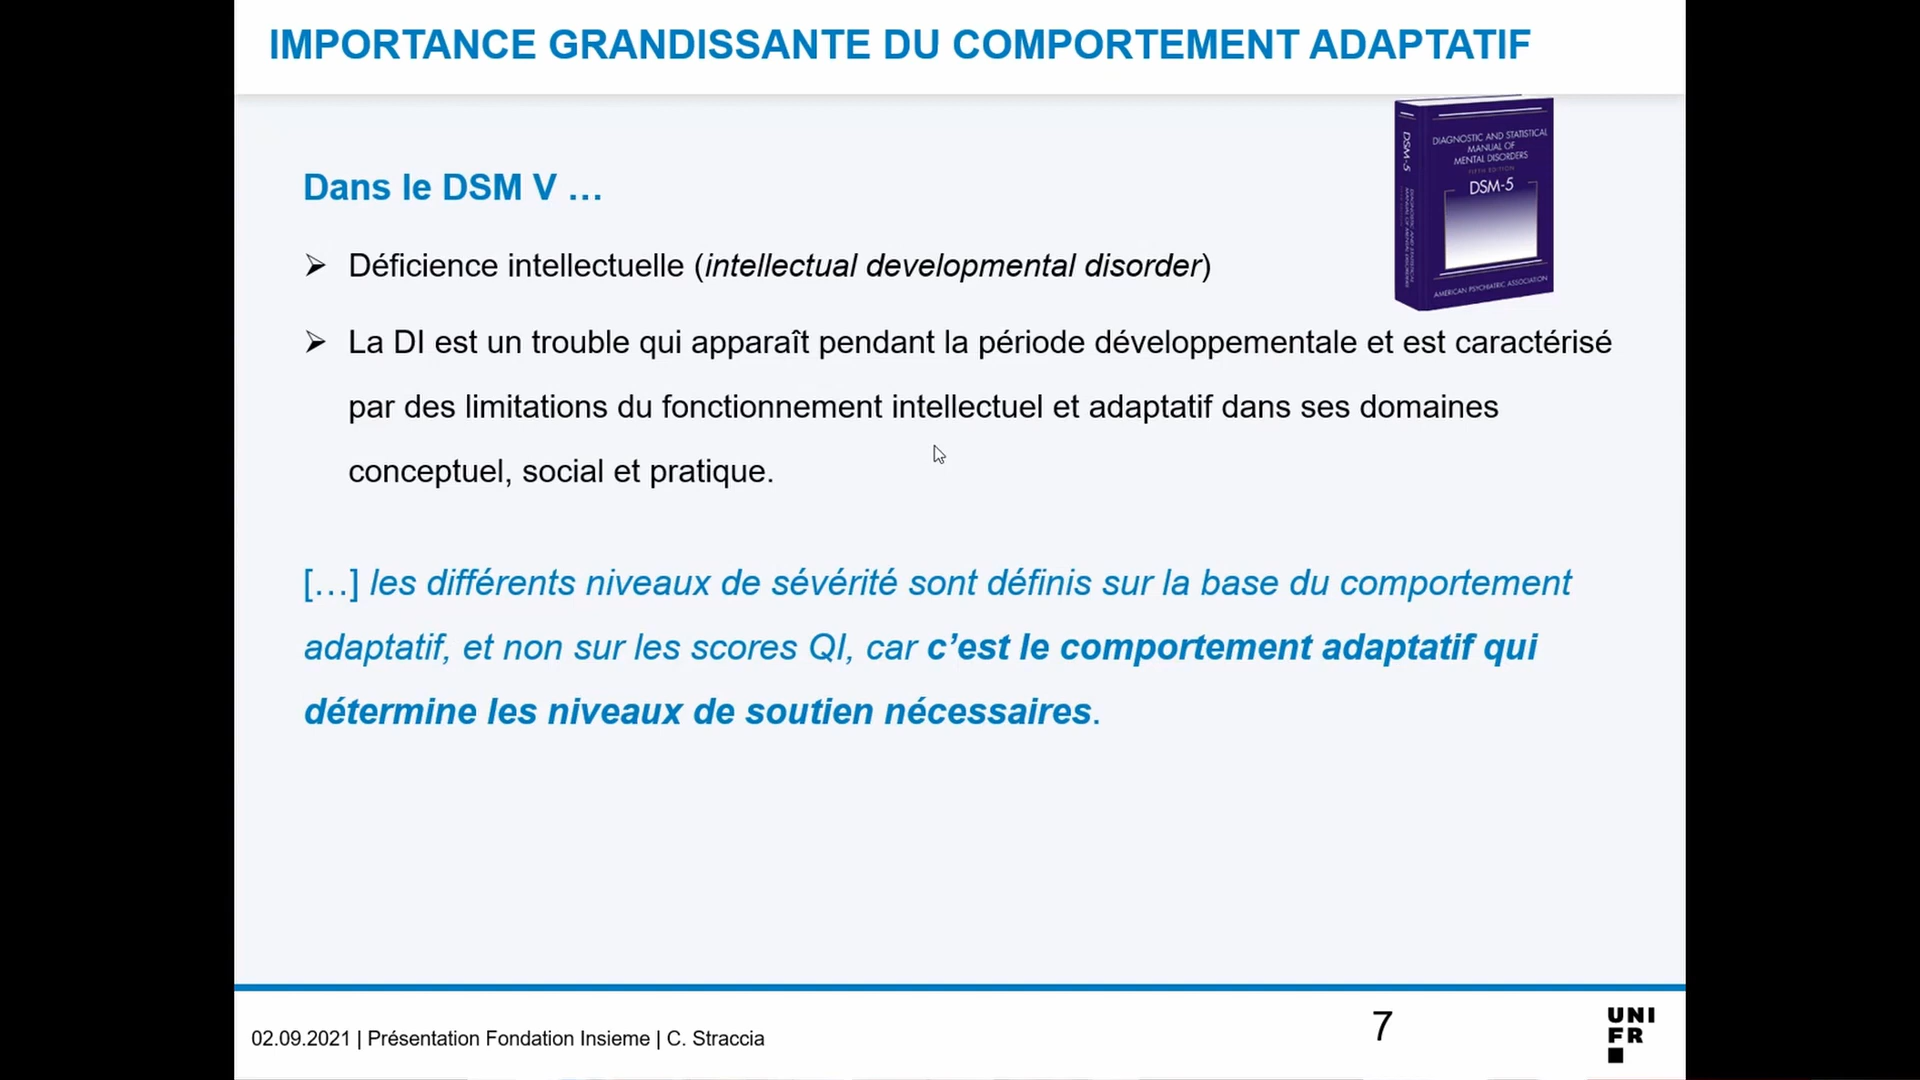 IMPORTANCE GRANDISSANTE DU COMPORTEMENT ADAPTATIF
DIAGNOSTIC AND STATISTICAL
MANUAL OF
MENTAL DISORDERS
FIFTH EDITION
DSM-5
AMERICAN PSYCHIATRIC ASSOCIATION
DSM-5
Dans le DSM V …
➢ Déficience intellectuelle (intellectual developmental disorder)
➢ La DI est un trouble qui apparaît pendant la période développementale et est caractérisé
par des limitations du fonctionnement intellectuel et adaptatif dans ses domaines
conceptuel, social et pratique.
[…] les différents niveaux de sévérité sont définis sur la base du comportement
adaptatif, et non sur les scores QI, car c’est le comportement adaptatif qui
détermine les niveaux de soutien nécessaires.
02.09.2021 | Présentation Fondation Insieme | C. Straccia
7
UNI
FR